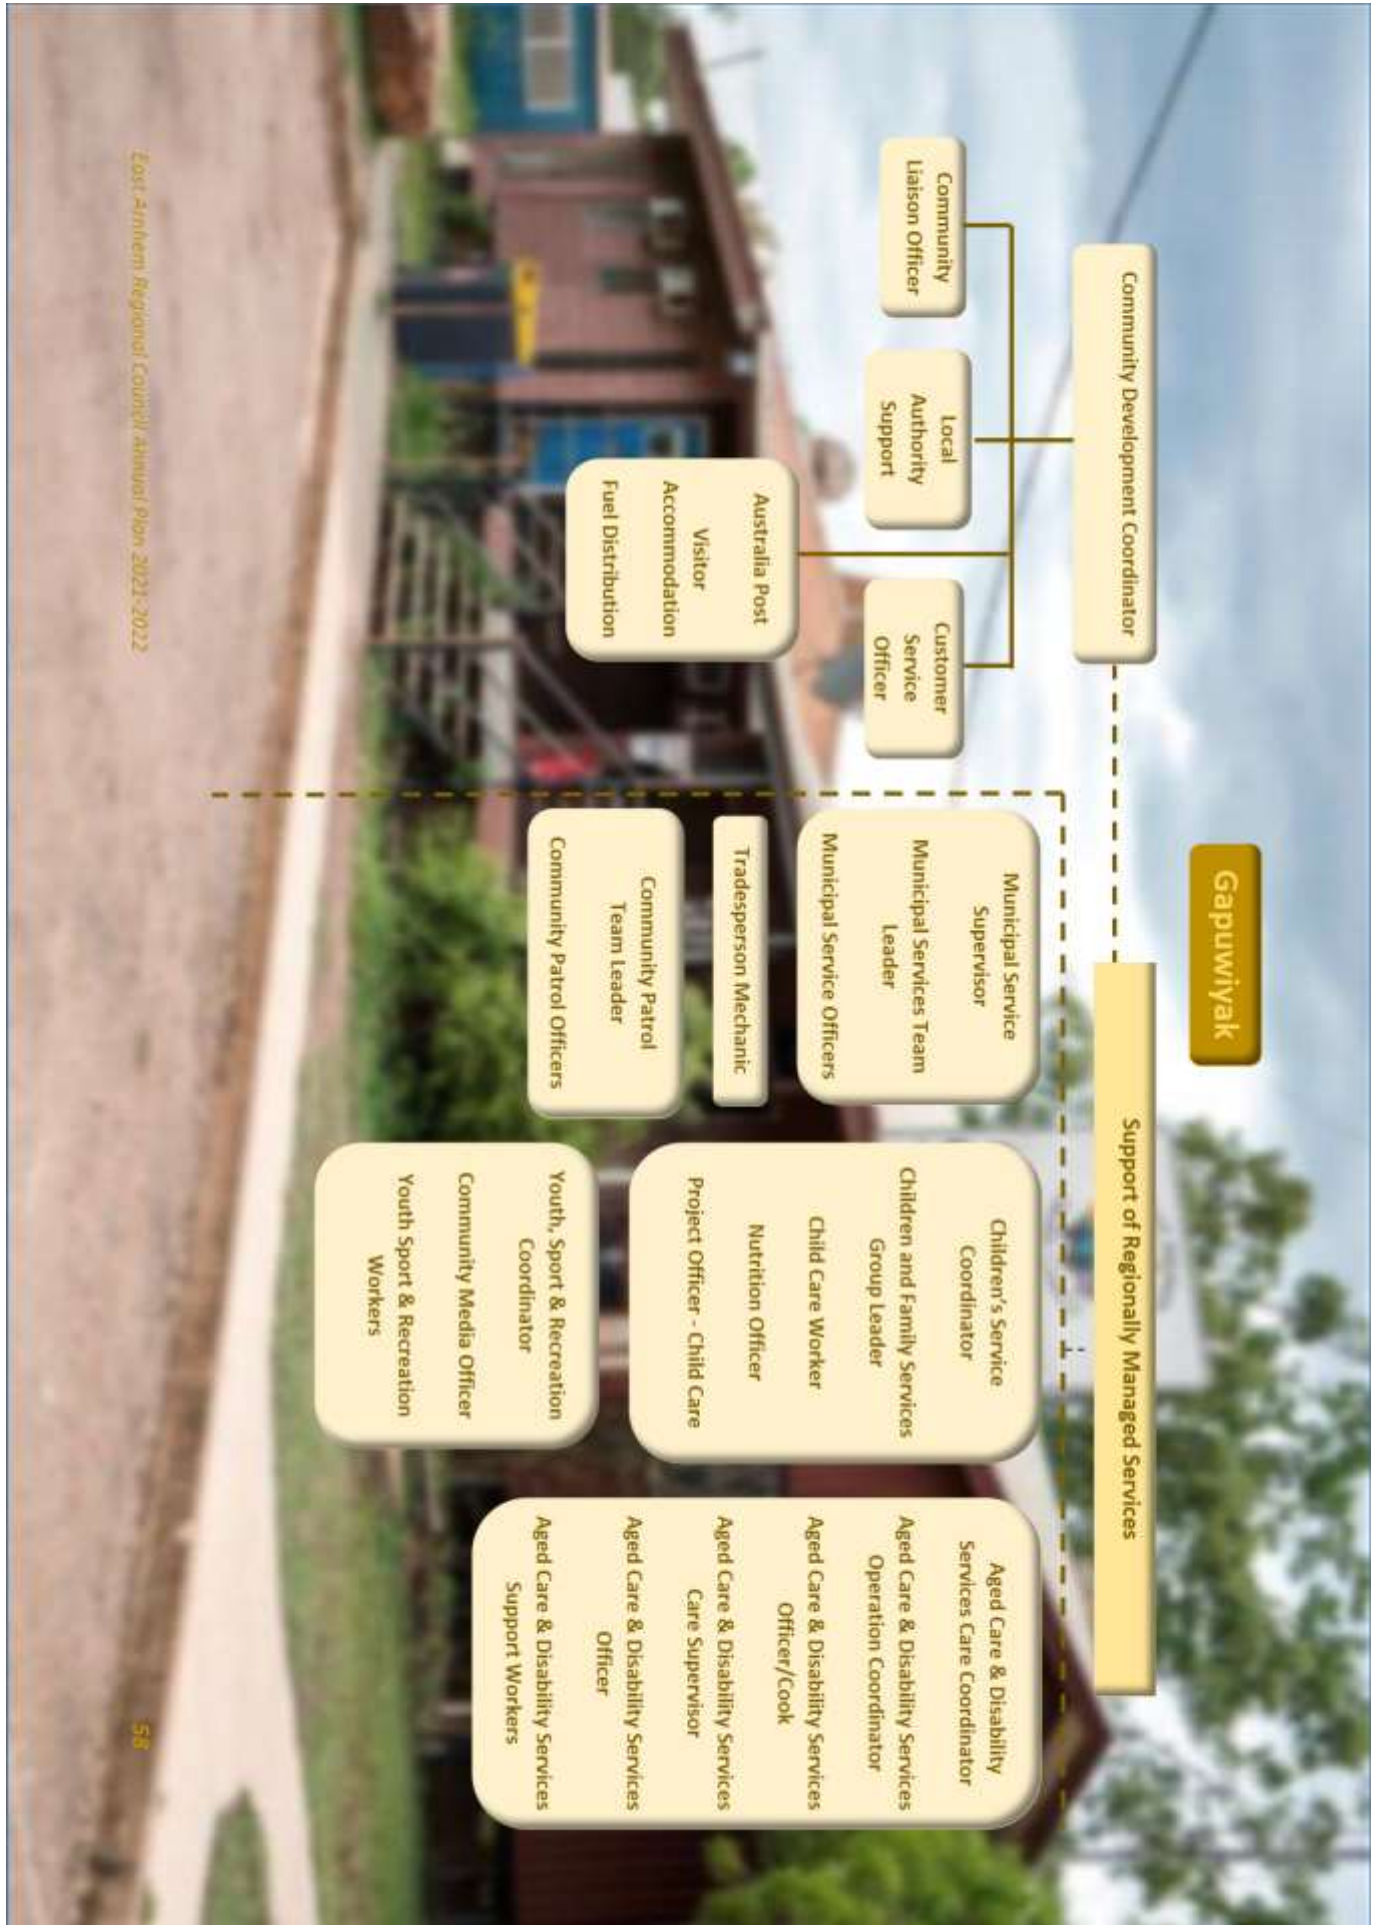 Gapuwiyak
Community Development Coordinator
Support of Regionally Managed Services
Community
Liaison Officer
Local
Authority
Support
Customer
Service
Officer
Australia Post
Visitor
Accommodation
Fuel Distribution
Municipal Service
Supervisor
Municipal Services Team
Leader
Municipal Service Officers
Tradesperson Mechanic
Community Patrol
Team Leader
Community Patrol Officers
Children's Service
Coordinator
Children and Family Services
Group Leader
Child Care Worker
Nutrition Officer
Project Officer - Child Care
Youth, Sport & Recreation
Coordinator
Community Media Officer
Youth Sport & Recreation
Workers
Aged Care & Disability
Services Care Coordinator
Aged Care & Disability Services
Operation Coordinator
Aged Care & Disability Services
Officer/Cook
Aged Care & Disability Services
Care Supervisor
Aged Care & Disability Services
Officer
Aged Care & Disability Services
Support Workers
East Arnhem Regional Council Annual Plan 2021-2022
58